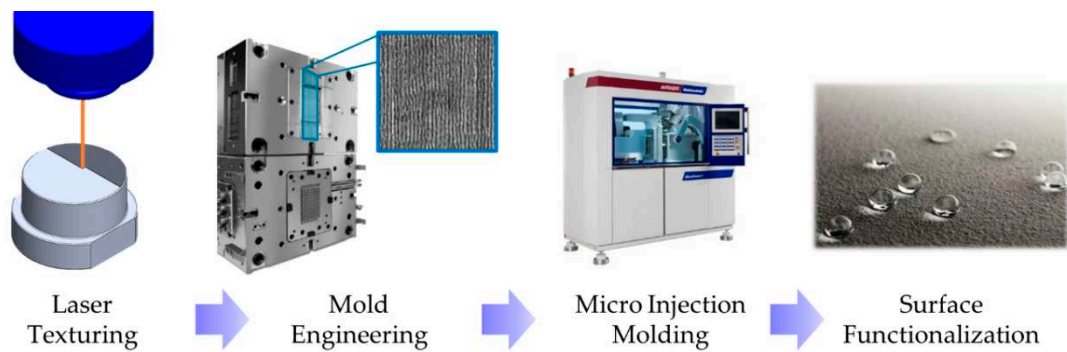 Laser
Texturing
Mold
Engineering
Micro Injection
Molding
Surface
Functionalization